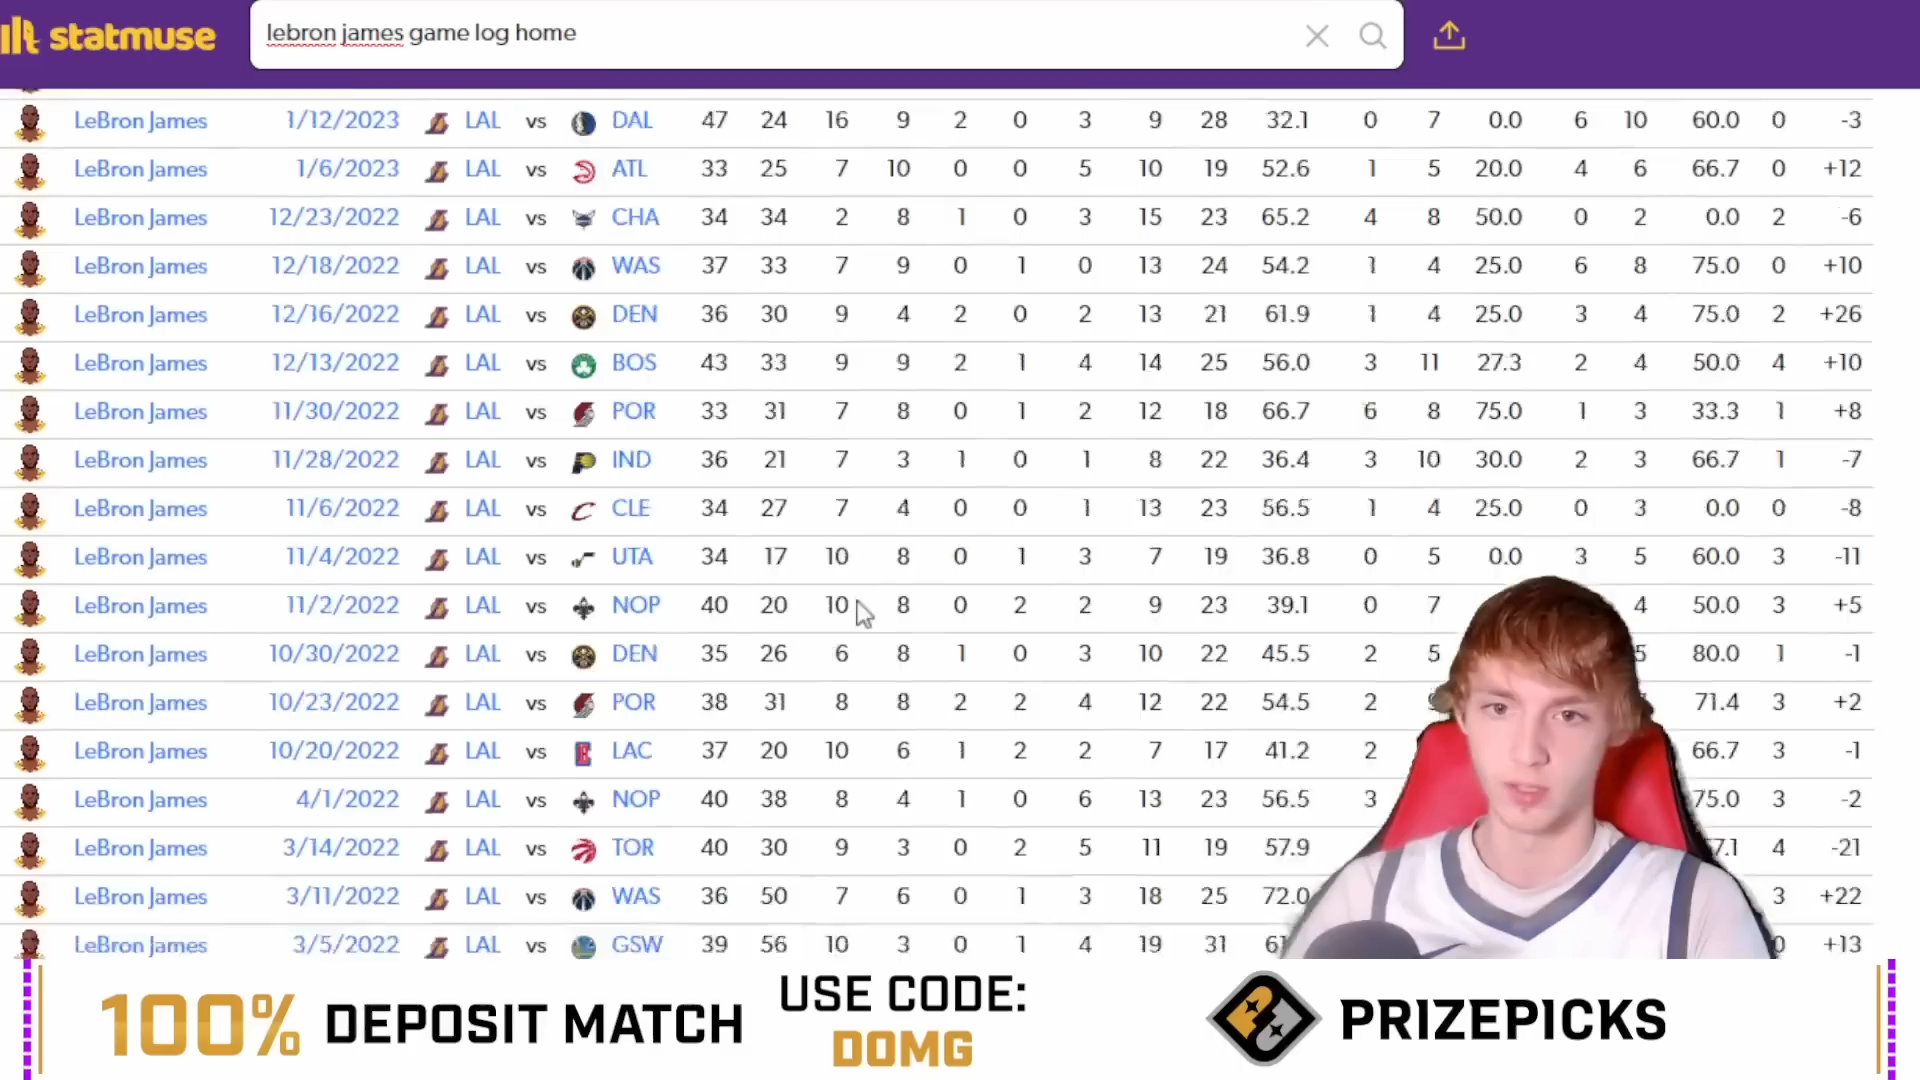 statmuse
lebron james game log home
LeBron James 1/12/2023 LAL vs DAL 47 24 16 9 2 0 3 9 28 32.1 0 7 0.0 6 10 60.0 0 -3
LeBron James 1/6/2023 LAL vs ATL 33 25 7 10 0 0 5 10 19 52.6 1 5 20.0 4 6 66.7 0 +12
LeBron James 12/23/2022 LAL vs CHA 34 34 2 8 1 0 3 15 23 65.2 4 8 50.0 0 2 0.0 2 -6
LeBron James 12/18/2022 LAL vs WAS 37 33 7 9 0 1 0 13 24 54.2 1 4 25.0 6 8 75.0 0 +10
LeBron James 12/16/2022 LAL vs DEN 36 30 9 4 2 0 2 13 21 61.9 1 4 25.0 3 4 75.0 2 +26
LeBron James 12/13/2022 LAL vs BOS 43 33 9 9 2 1 4 14 25 56.0 3 11 27.3 2 4 50.0 4 +10
LeBron James 11/30/2022 LAL vs POR 33 31 7 8 0 1 2 12 18 66.7 6 8 75.0 1 3 33.3 1 +8
LeBron James 11/28/2022 LAL vs IND 36 21 7 3 1 0 1 8 22 36.4 3 10 30.0 2 3 66.7 1 -7
LeBron James 11/6/2022 LAL vs CLE 34 27 7 4 0 0 1 13 23 56.5 1 4 25.0 0 3 0.0 0 -8
LeBron James 11/4/2022 LAL vs UTA 34 17 10 8 0 1 3 7 19 36.8 0 5 0.0 3 5 60.0 3 -11
LeBron James 11/2/2022 LAL vs NOP 40 20 10 8 0 2 2 9 23 39.1 0 7 4 50.0 3 +5
LeBron James 10/30/2022 LAL vs DEN 35 26 6 8 1 0 3 10 22 45.5 2 5 5 80.0 1 -1
LeBron James 10/23/2022 LAL vs POR 38 31 8 8 2 2 4 12 22 54.5 2 71.4 3 +2
LeBron James 10/20/2022 LAL vs LAC 37 20 10 6 1 2 2 7 17 41.2 2 66.7 3 -1
LeBron James 4/1/2022 LAL vs NOP 40 38 8 4 1 0 6 13 23 56.5 3 75.0 3 -2
LeBron James 3/14/2022 LAL vs TOR 40 30 9 3 0 2 5 11 19 57.9 4 -21
LeBron James 3/11/2022 LAL vs WAS 36 50 7 6 0 1 3 18 25 72.0 3 +22
LeBron James 3/5/2022 LAL vs GSW 39 56 10 3 0 1 4 19 31 +13
100% DEPOSIT MATCH
USE CODE:
DOMG
PRIZEPICKS